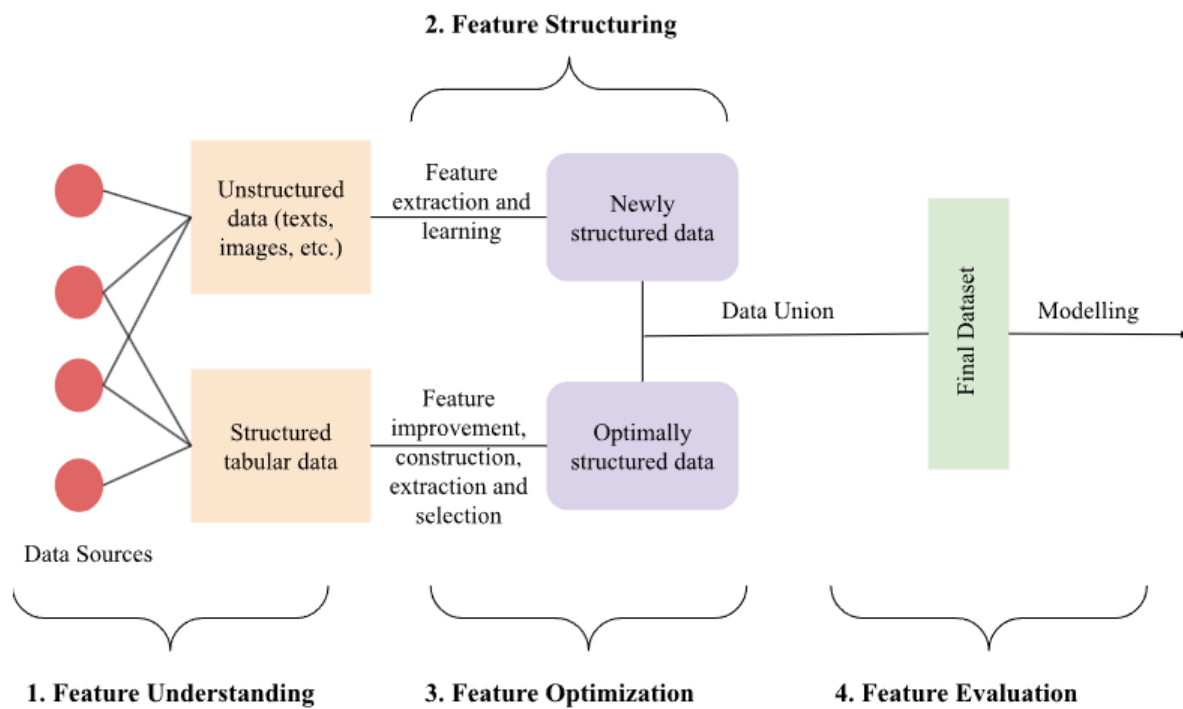 2. Feature Structuring
Unstructured
data (texts,
images, etc.)
Feature
extraction and
learning
Newly
structured data
Structured
tabular data
Feature
improvement,
construction,
extraction and
selection
Optimally
structured data
Data Union
Final Dataset
Modelling
Data Sources
1. Feature Understanding
3. Feature Optimization
4. Feature Evaluation